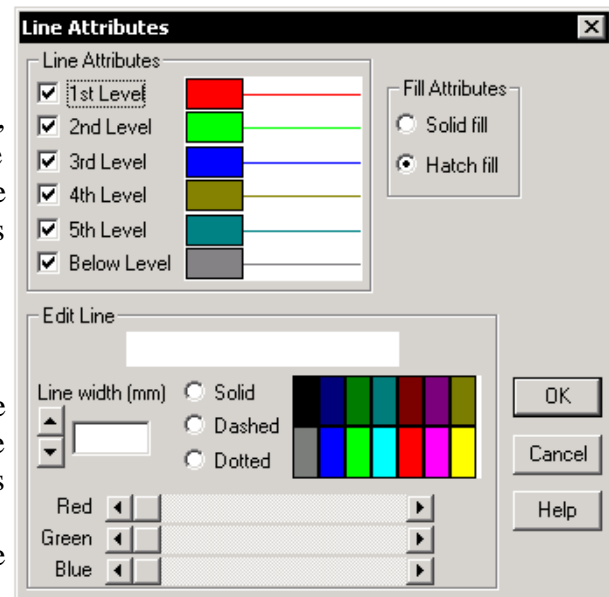 Line Attributes
Line Attributes
1st Level
2nd Level
3rd Level
4th Level
5th Level
Below Level
Fill Attributes
Solid fill
Hatch fill
Edit Line
Line width (mm)
Solid
Dashed
Dotted
Red
Green
Blue
OK
Cancel
Help